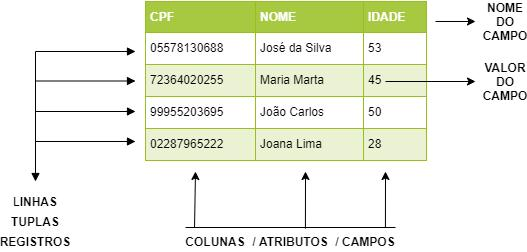 CPF NOME IDADE
05578130688 José da Silva 53
72364020255 Maria Marta 45
99955203695 João Carlos 50
02287965222 Joana Lima 28
NOME
DO
CAMPO
VALOR
DO
CAMPO
LINHAS
TUPLAS
REGISTROS
COLUNAS / ATRIBUTOS / CAMPOS